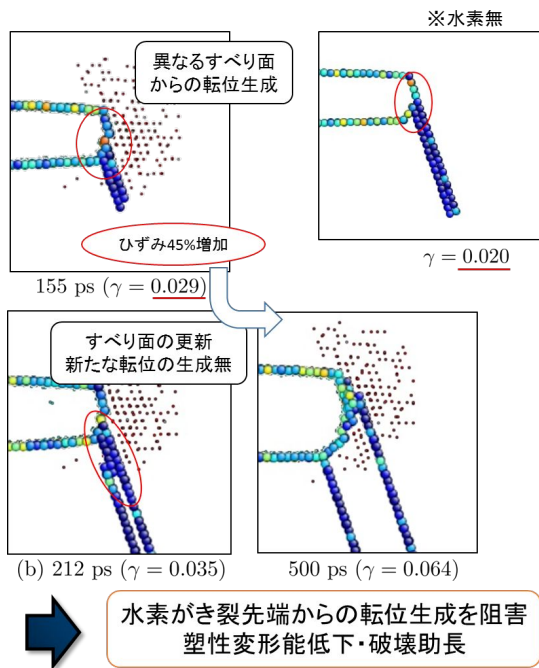 ※水素無
異なるすべり面
からの転位生成
ひずみ45%増加
155 ps (γ = 0.029)
γ = 0.020
すべり面の更新
新たな転位の生成無
(b) 212 ps (γ = 0.035)
500 ps (γ = 0.064)
水素がき裂先端からの転位生成を阻害
塑性変形能低下・破壊助長